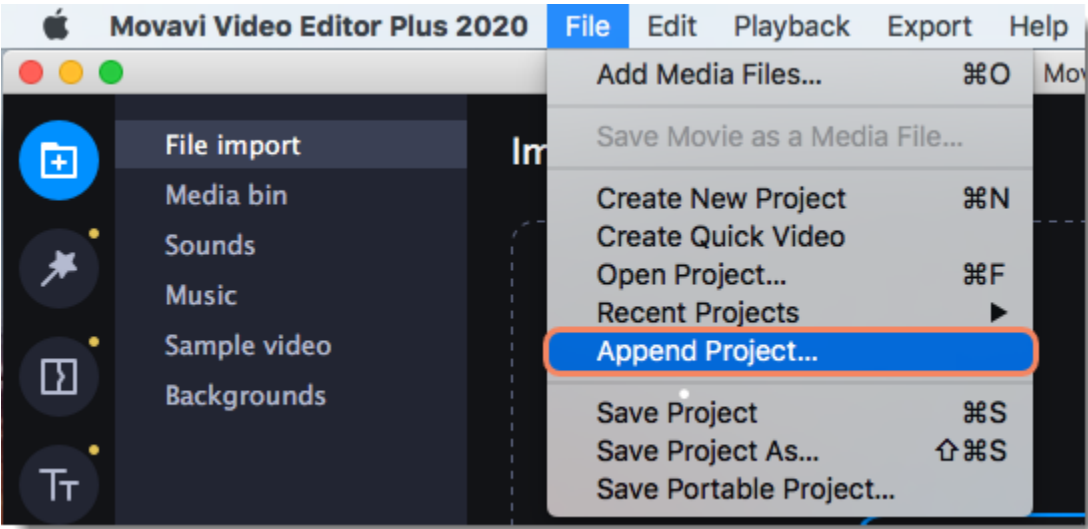 Movavi Video Editor Plus 2020 File Edit Playback Export Help
Add Media Files... ⌘O
Save Movie as a Media File...
Create New Project ⌘N
Create Quick Video
Open Project... ⌘F
Recent Projects ▶
Append Project...
Save Project ⌘S
Save Project As... ⇧⌘S
Save Portable Project...
File import
Media bin
Sounds
Music
Sample video
Backgrounds
TT